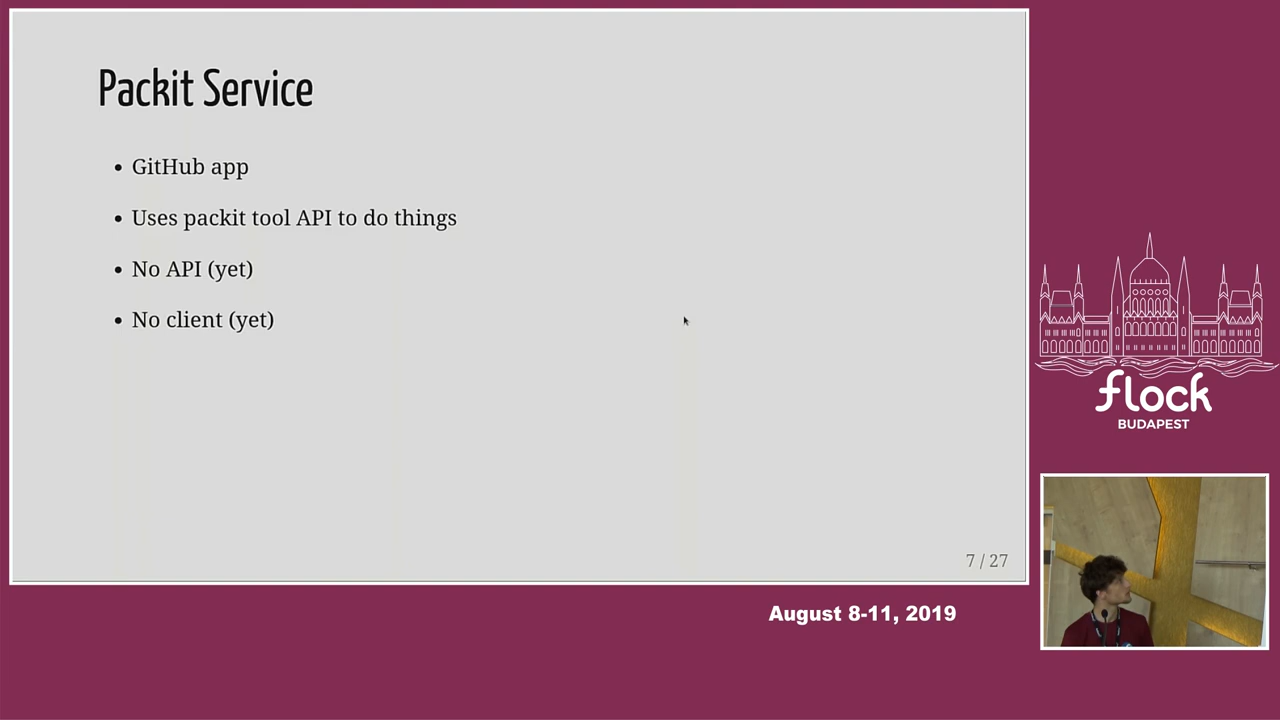 Packit Service
• GitHub app
• Uses packit tool API to do things
• No API (yet)
• No client (yet)
7 / 27
flock
BUDAPEST
August 8-11, 2019